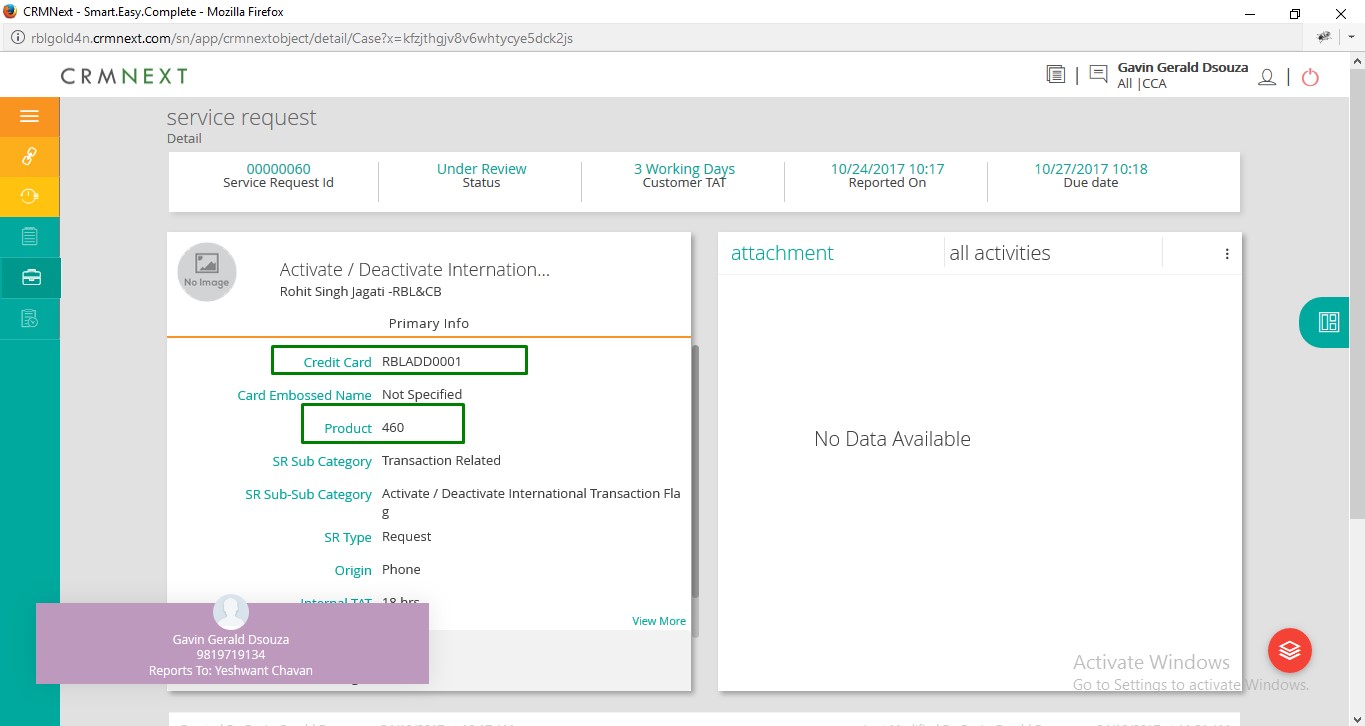 CRMNext - Smart.Easy.Complete - Mozilla Firefox
rblgold4n.crmnext.com/sn/app/crmnextobject/detail/Case?x=kfzjthgjv8v6whtycye5dck2js
CRMNEXT
Gavin Gerald Dsouza
All |CCA
service request
Detail
00000060
Service Request Id
Under Review
Status
3 Working Days
Customer TAT
10/24/2017 10:17
Reported On
10/27/2017 10:18
Due date
No Image
Activate / Deactivate Internation...
Rohit Singh Jagati -RBL&CB
Primary Info
Credit Card RBLADD0001
Card Embossed Name Not Specified
Product 460
SR Sub Category Transaction Related
SR Sub-Sub Category Activate / Deactivate International Transaction Fla
g
SR Type Request
Origin Phone
Internal TAT 18 hrs
View More
attachment
all activities
No Data Available
Gavin Gerald Dsouza
9819719134
Reports To: Yeshwant Chavan
Activate Windows
Go to Settings to activate Windows.